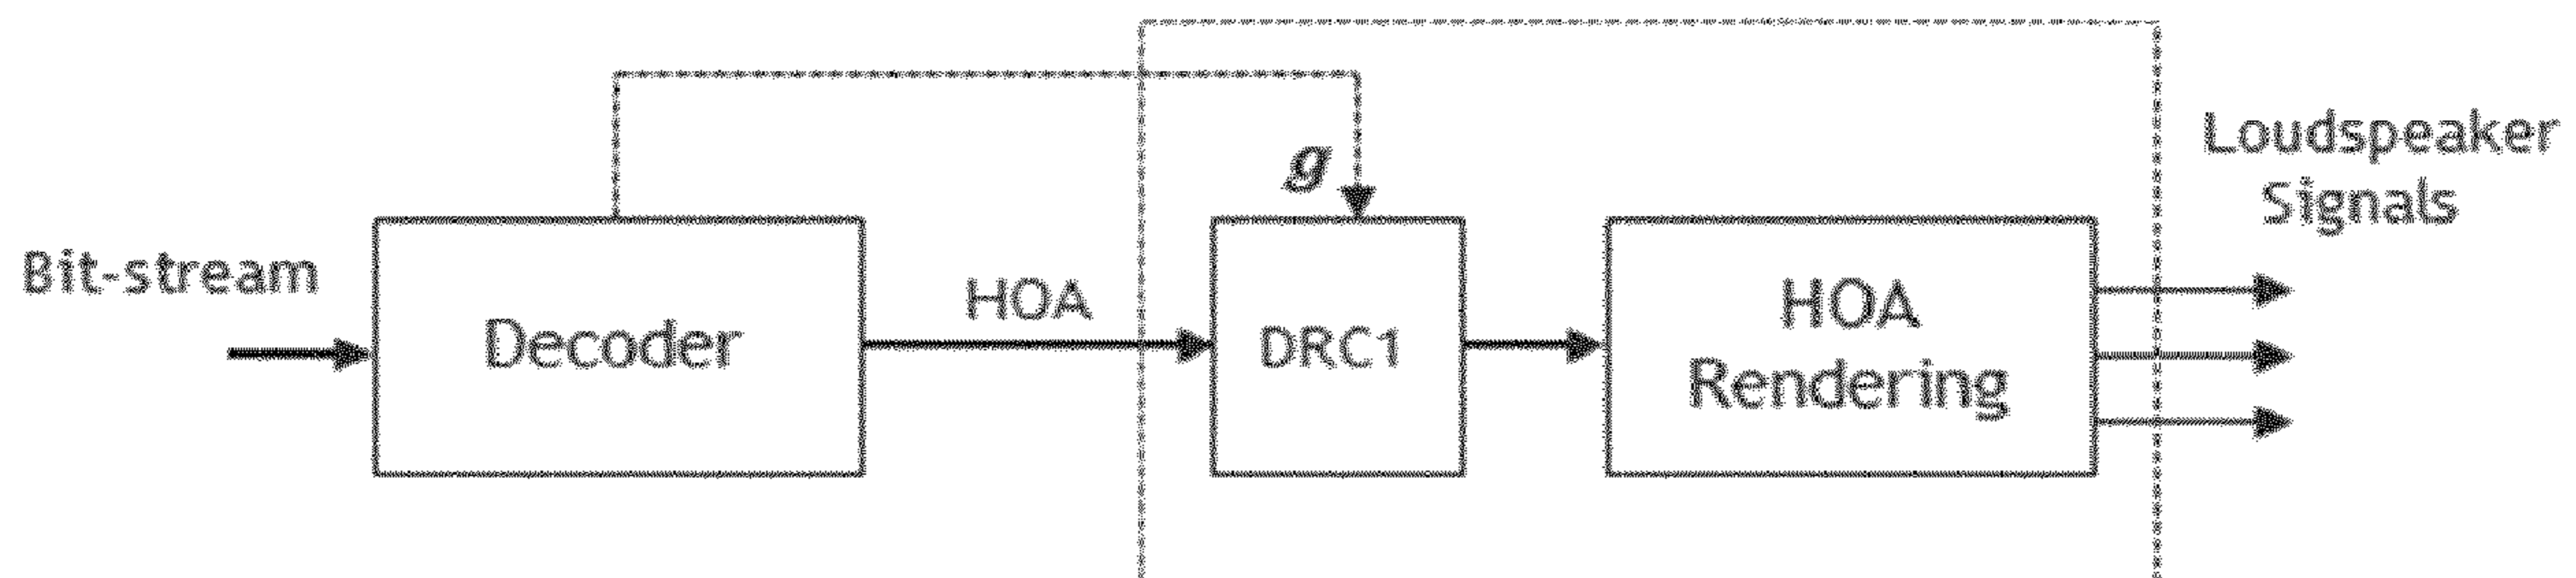 Bit-stream
Decoder
HOA
g
DRC1
HOA
Rendering
Loudspeaker
Signals